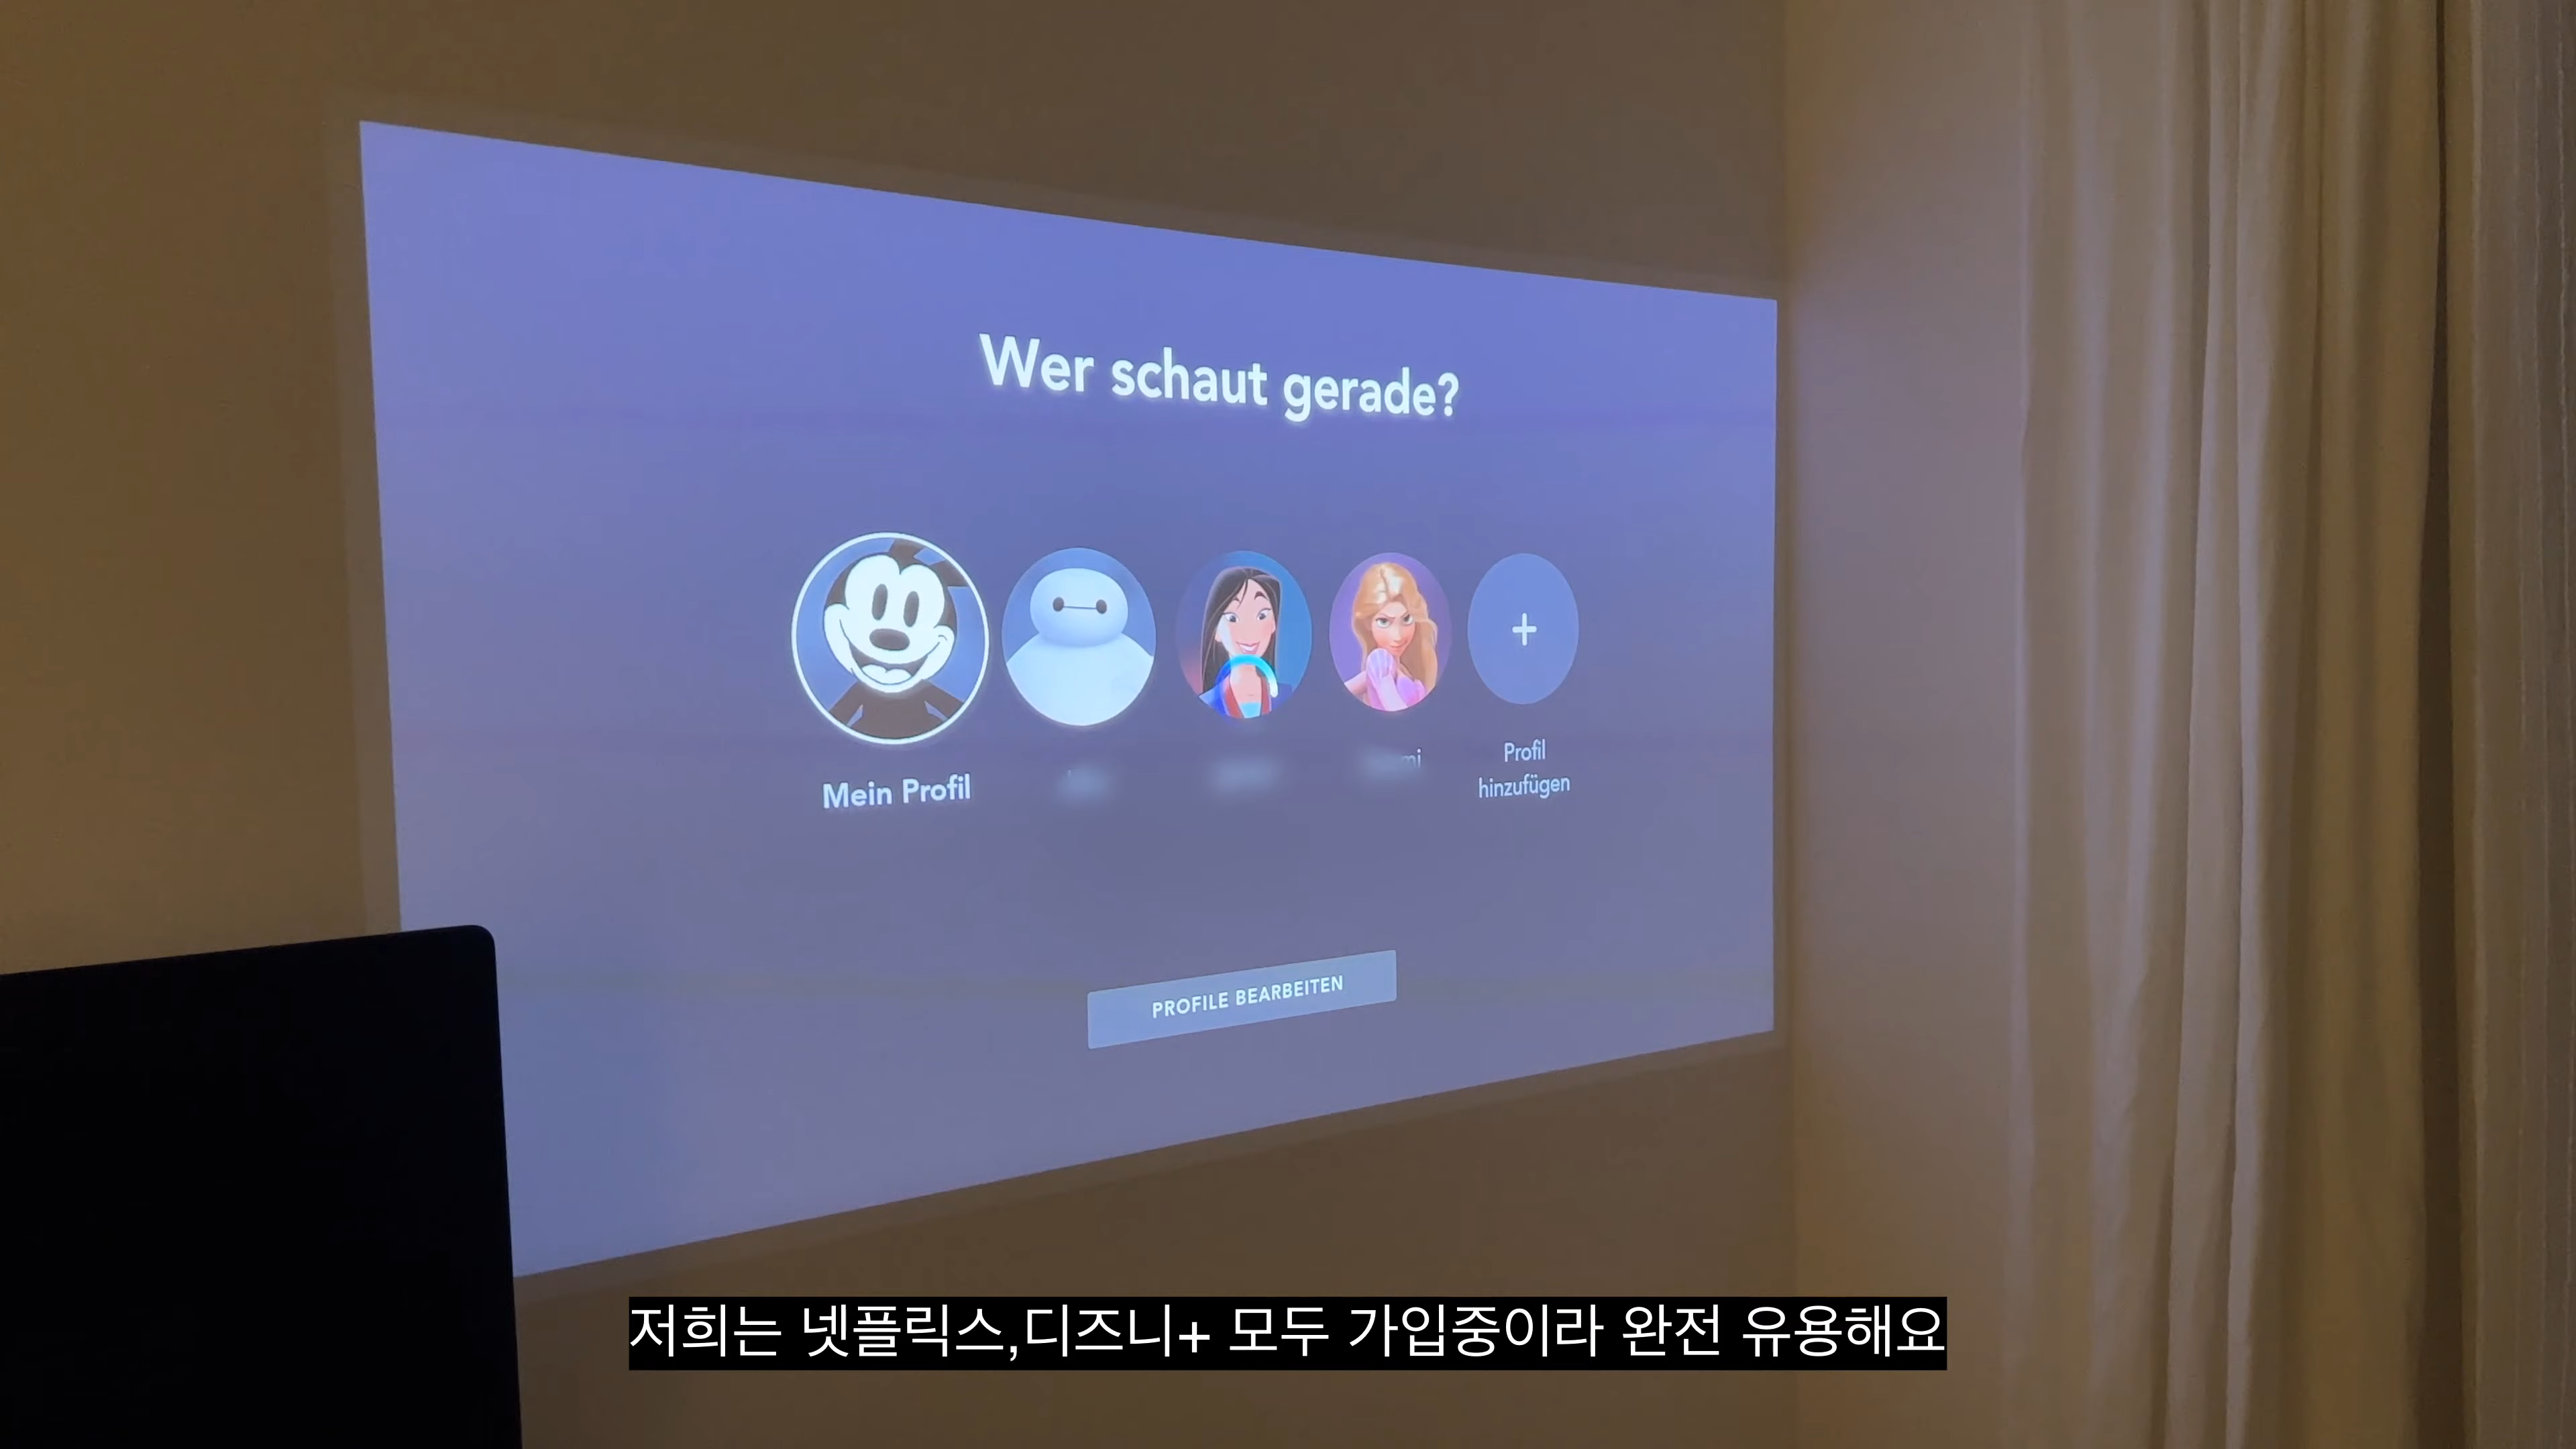 Wer schaut gerade?
Mein Profil
Profil
hinzufügen
PROFILE BEARBEITEN
저희는 넷플릭스,디즈니+ 모두 가입중이라 완전 유용해요